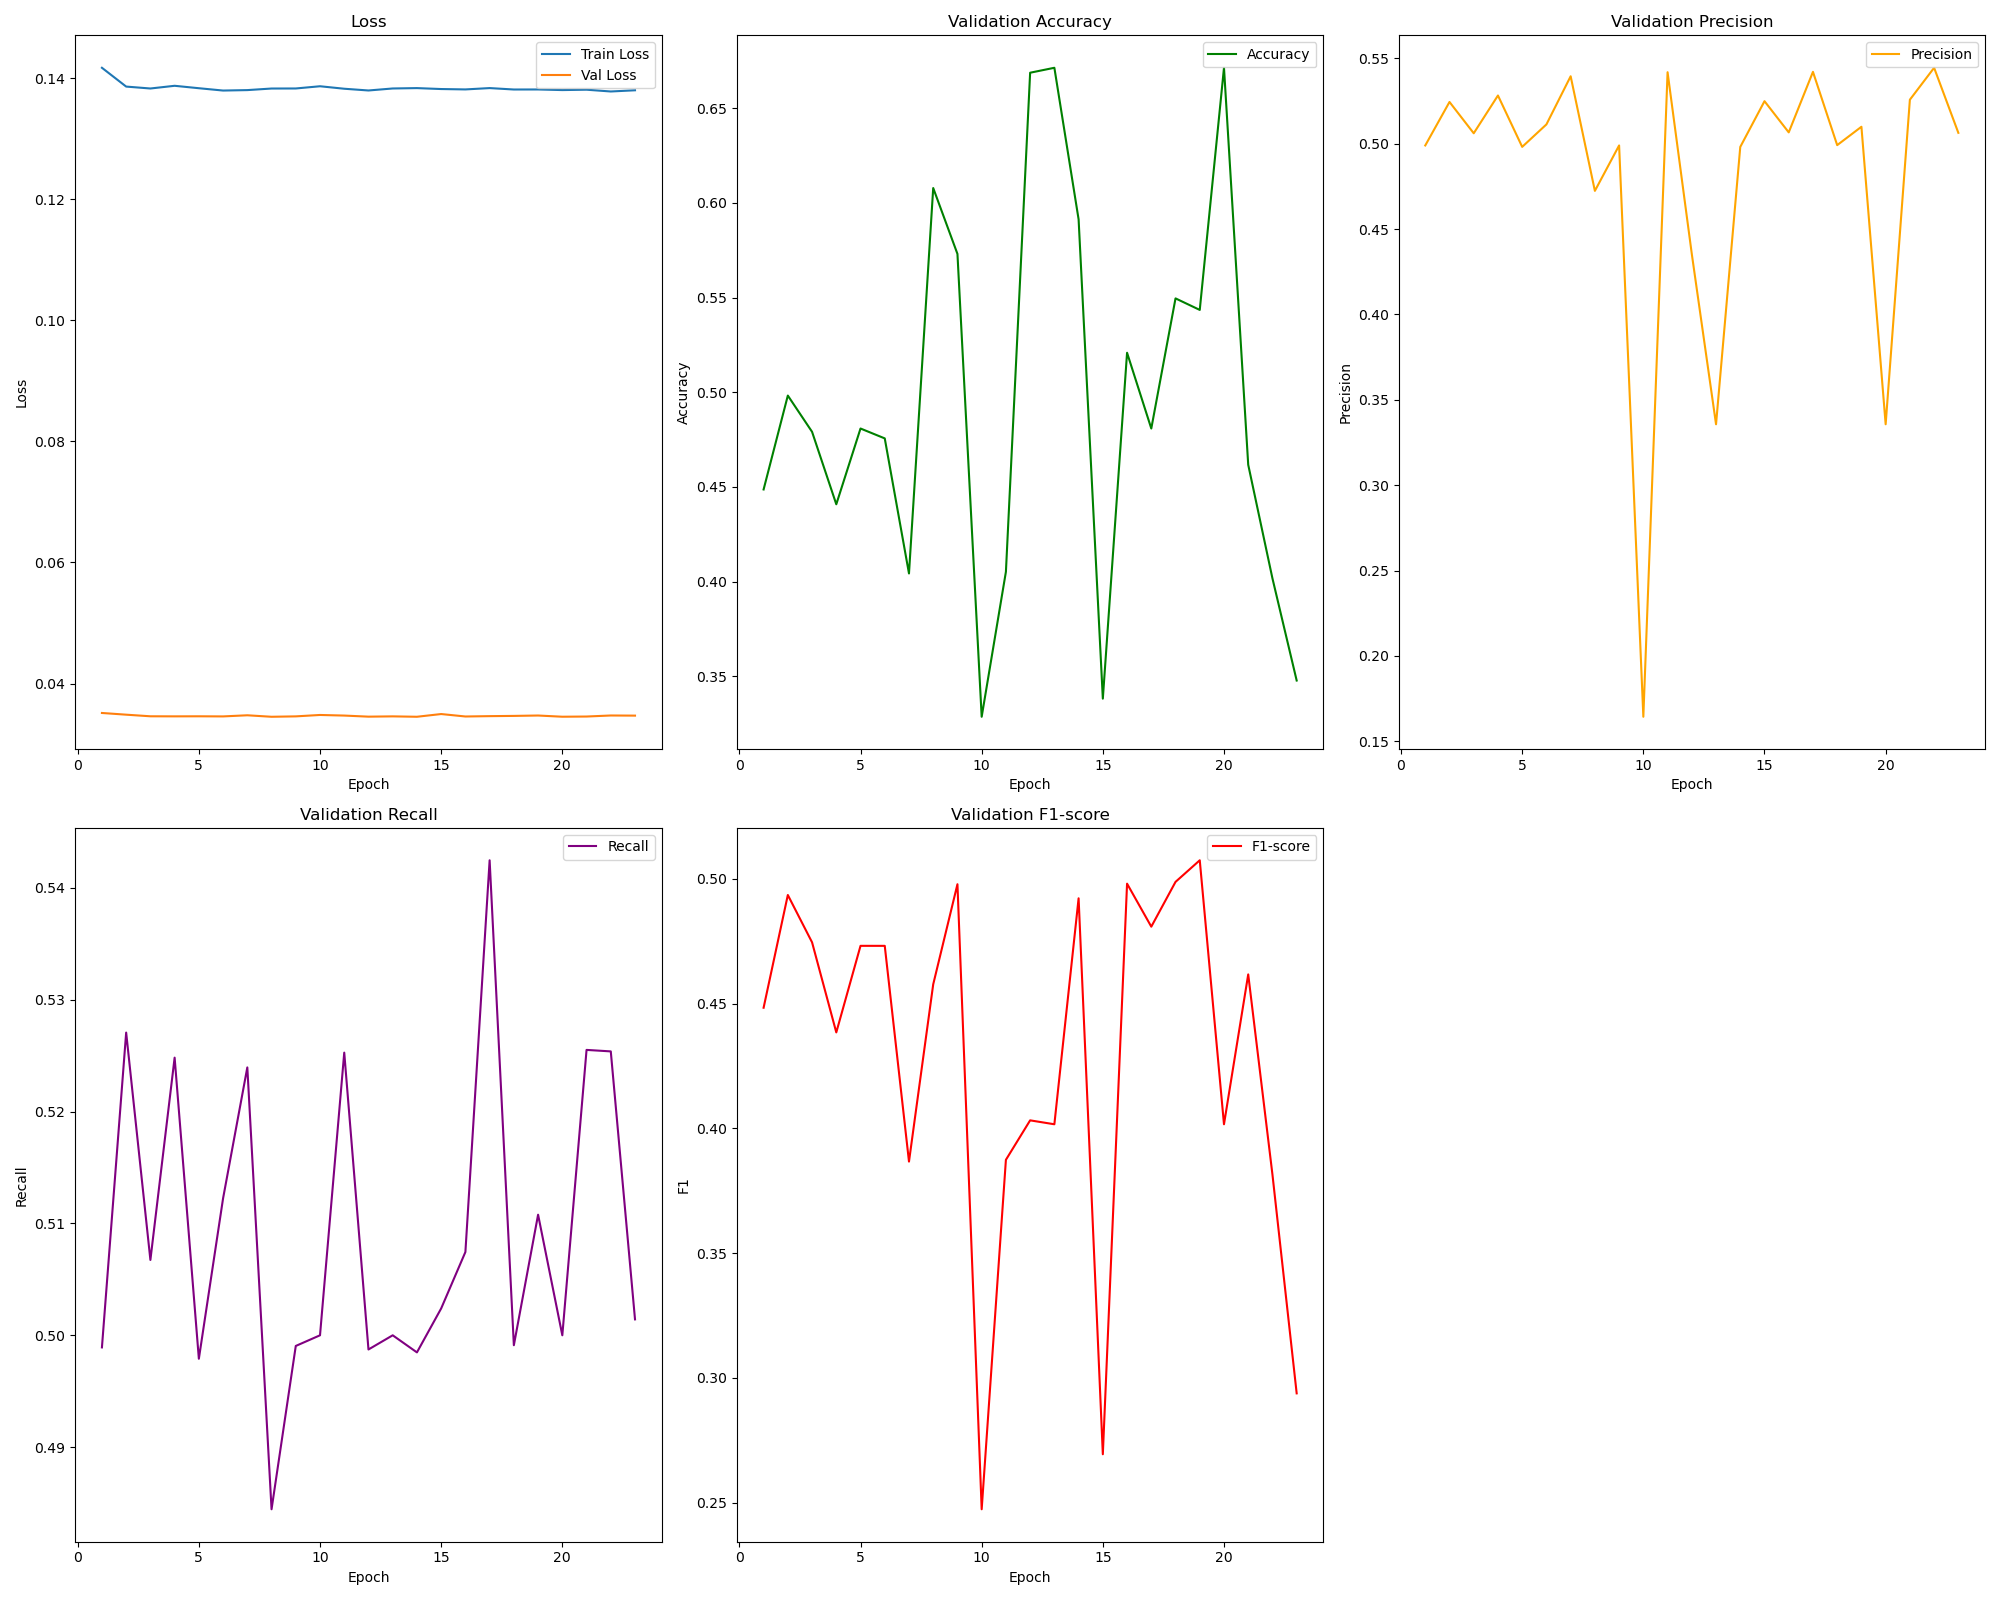 Loss
Train Loss
Val Loss
0.14
0.12
0.10
0.08
0.06
0.04
Loss
0 5 10 15 20
Epoch
Validation Accuracy
Accuracy
0.65
0.60
0.55
0.50
0.45
0.40
0.35
Accuracy
0 5 10 15 20
Epoch
Validation Precision
Precision
0.55
0.50
0.45
0.40
0.35
0.30
0.25
0.20
0.15
Precision
0 5 10 15 20
Epoch
Validation Recall
Recall
0.54
0.53
0.52
0.51
0.50
0.49
Recall
0 5 10 15 20
Epoch
Validation F1-score
F1-score
0.50
0.45
0.40
0.35
0.30
0.25
F1
0 5 10 15 20
Epoch